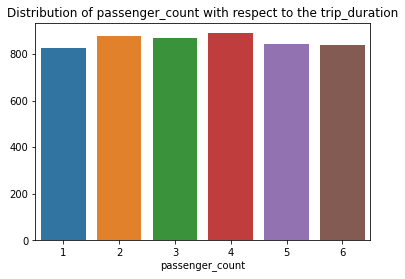 Distribution of passenger_count with respect to the trip_duration
800
600
400
200
0
1 2 3 4 5 6
passenger_count